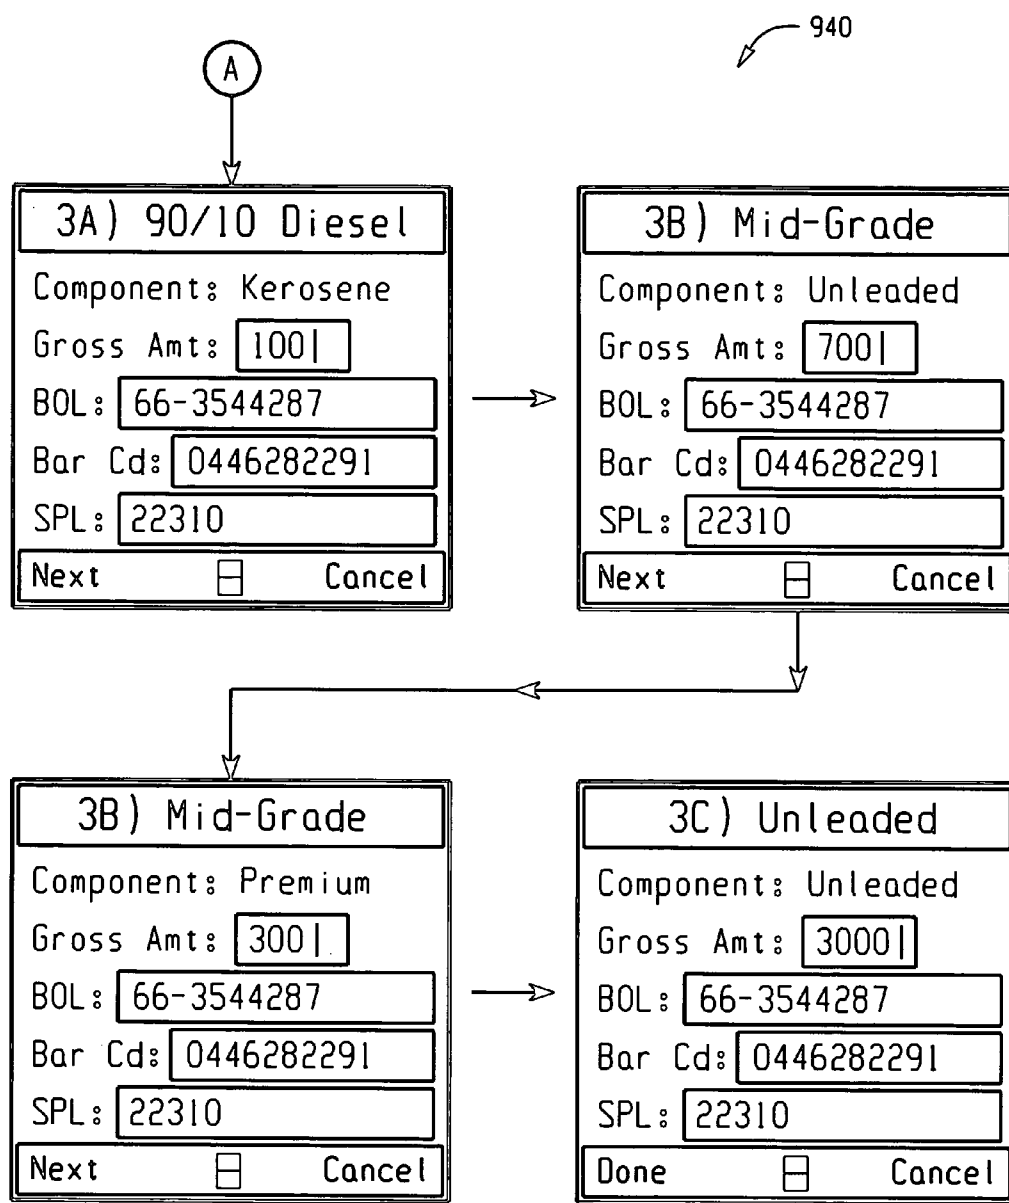 940
A
3A) 90/10 Diesel
Component: Kerosene
Gross Amt: 100|
BOL: 66-3544287
Bar Cd: 0446282291
SPL: 22310
Next Cancel
3B) Mid-Grade
Component: Unleaded
Gross Amt: 700|
BOL: 66-3544287
Bar Cd: 0446282291
SPL: 22310
Next Cancel
3B) Mid-Grade
Component: Premium
Gross Amt: 300|
BOL: 66-3544287
Bar Cd: 0446282291
SPL: 22310
Next Cancel
3C) Unleaded
Component: Unleaded
Gross Amt: 3000|
BOL: 66-3544287
Bar Cd: 0446282291
SPL: 22310
Done Cancel